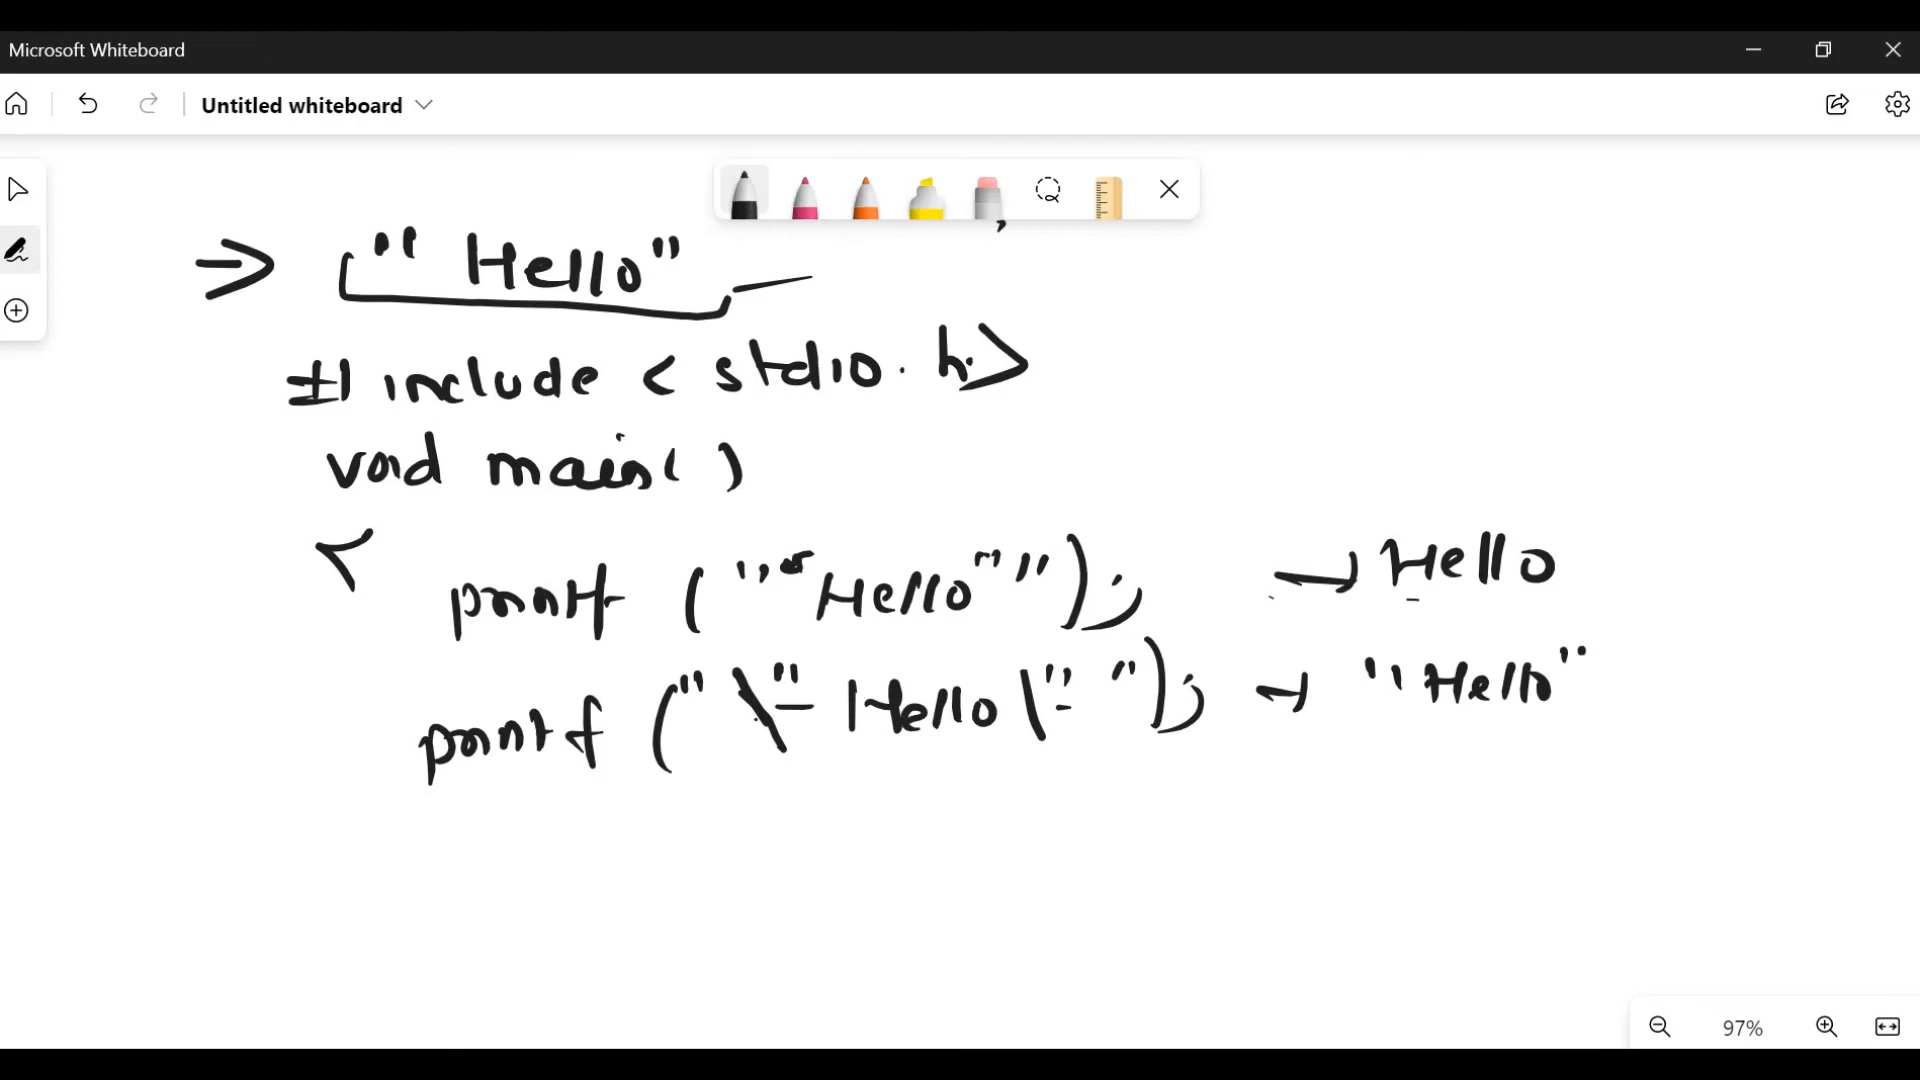 Microsoft Whiteboard
Untitled whiteboard
=> "Hello"
#include <stdio.h>
void main()
{
printf (""Hello""); → Hello
printf ("\" Hello \" "); → "Hello"
97%